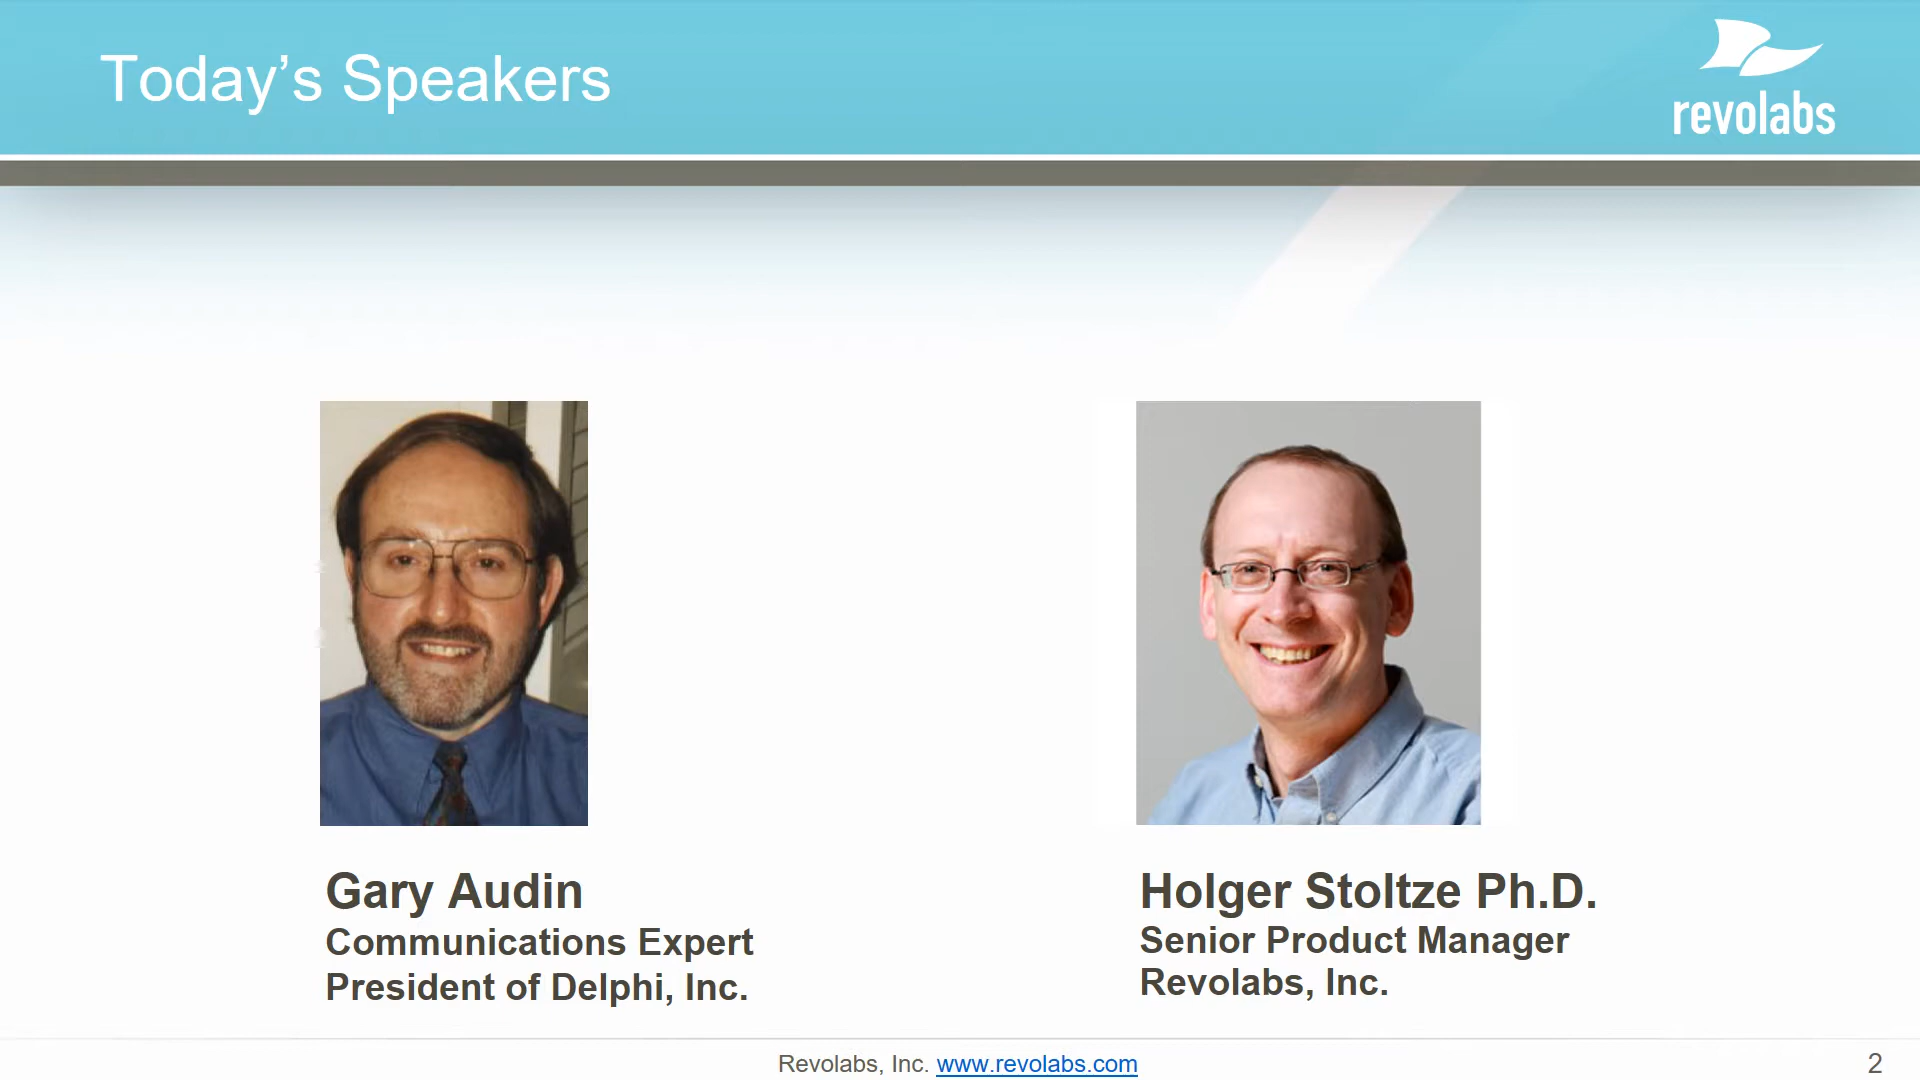 Today’s Speakers
revolabs
Gary Audin
Communications Expert
President of Delphi, Inc.
Holger Stoltze Ph.D.
Senior Product Manager
Revolabs, Inc.
Revolabs, Inc. www.revolabs.com
2